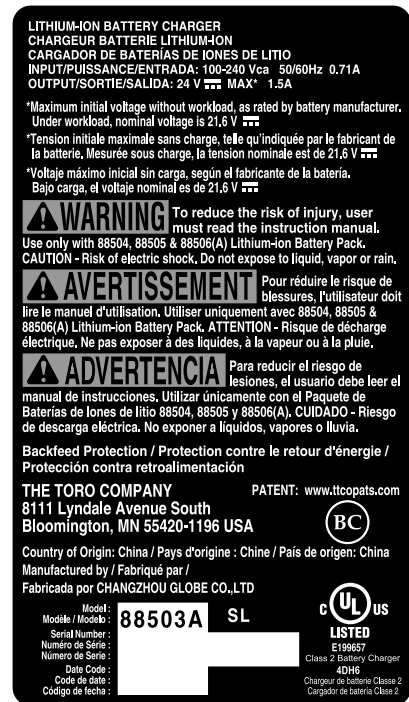 LITHIUM-ION BATTERY CHARGER
CHARGEUR BATTERIE LITHIUM-ION
CARGADOR DE BATERÍAS DE IONES DE LITIO
INPUT/PUISSANCE/ENTRADA: 100-240 Vca 50/60Hz 0.71A
OUTPUT/SORTIE/SALIDA: 24 V ⎓ MAX* 1.5A
*Maximum initial voltage without workload, as rated by battery manufacturer.
Under workload, nominal voltage is 21.6 V ⎓
*Tension initiale maximale sans charge, telle qu'indiquée par le fabricant de
la batterie. Mesurée sous charge, la tension nominale est de 21.6 V ⎓
*Voltaje máximo inicial sin carga, según el fabricante de la batería.
Bajo carga, el voltaje nominal es de 21.6 V ⎓
WARNING To reduce the risk of injury, user
must read the instruction manual.
Use only with 88504, 88505 & 88506(A) Lithium-ion Battery Pack.
CAUTION - Risk of electric shock. Do not expose to liquid, vapor or rain.
AVERTISSEMENT Pour réduire le risque de
blessures, l'utilisateur doit
lire le manuel d'utilisation. Utiliser uniquement avec 88504, 88505 &
88506(A) Lithium-ion Battery Pack. ATTENTION - Risque de décharge
électrique. Ne pas exposer à des liquides, à la vapeur ou à la pluie.
ADVERTENCIA Para reducir el riesgo de
lesiones, el usuario debe leer el
manual de instrucciones. Utilizar únicamente con el Paquete de
Baterías de Iones de litio 88504, 88505 y 88506(A). CUIDADO - Riesgo
de descarga eléctrica. No exponer a líquidos, vapores o lluvia.
Backfeed Protection / Protection contre le retour d'énergie /
Protección contra retroalimentación
THE TORO COMPANY
8111 Lyndale Avenue South
Bloomington, MN 55420-1196 USA
PATENT: www.ttcopats.com
BC
Country of Origin: China / Pays d'origine : Chine / País de origen: China
Manufactured by / Fabriqué par /
Fabricada por CHANGZHOU GLOBE CO.,LTD
Model :
Modèle / Modelo :
88503A SL
Serial Number :
Numéro de Série :
Número de Serie :
Date Code :
Code de date :
Código de fecha :
C UL US
LISTED
E199657
Class 2 Battery Charger
4DH6
Chargeur de batterie Classe 2
Cargador de batería Clase 2